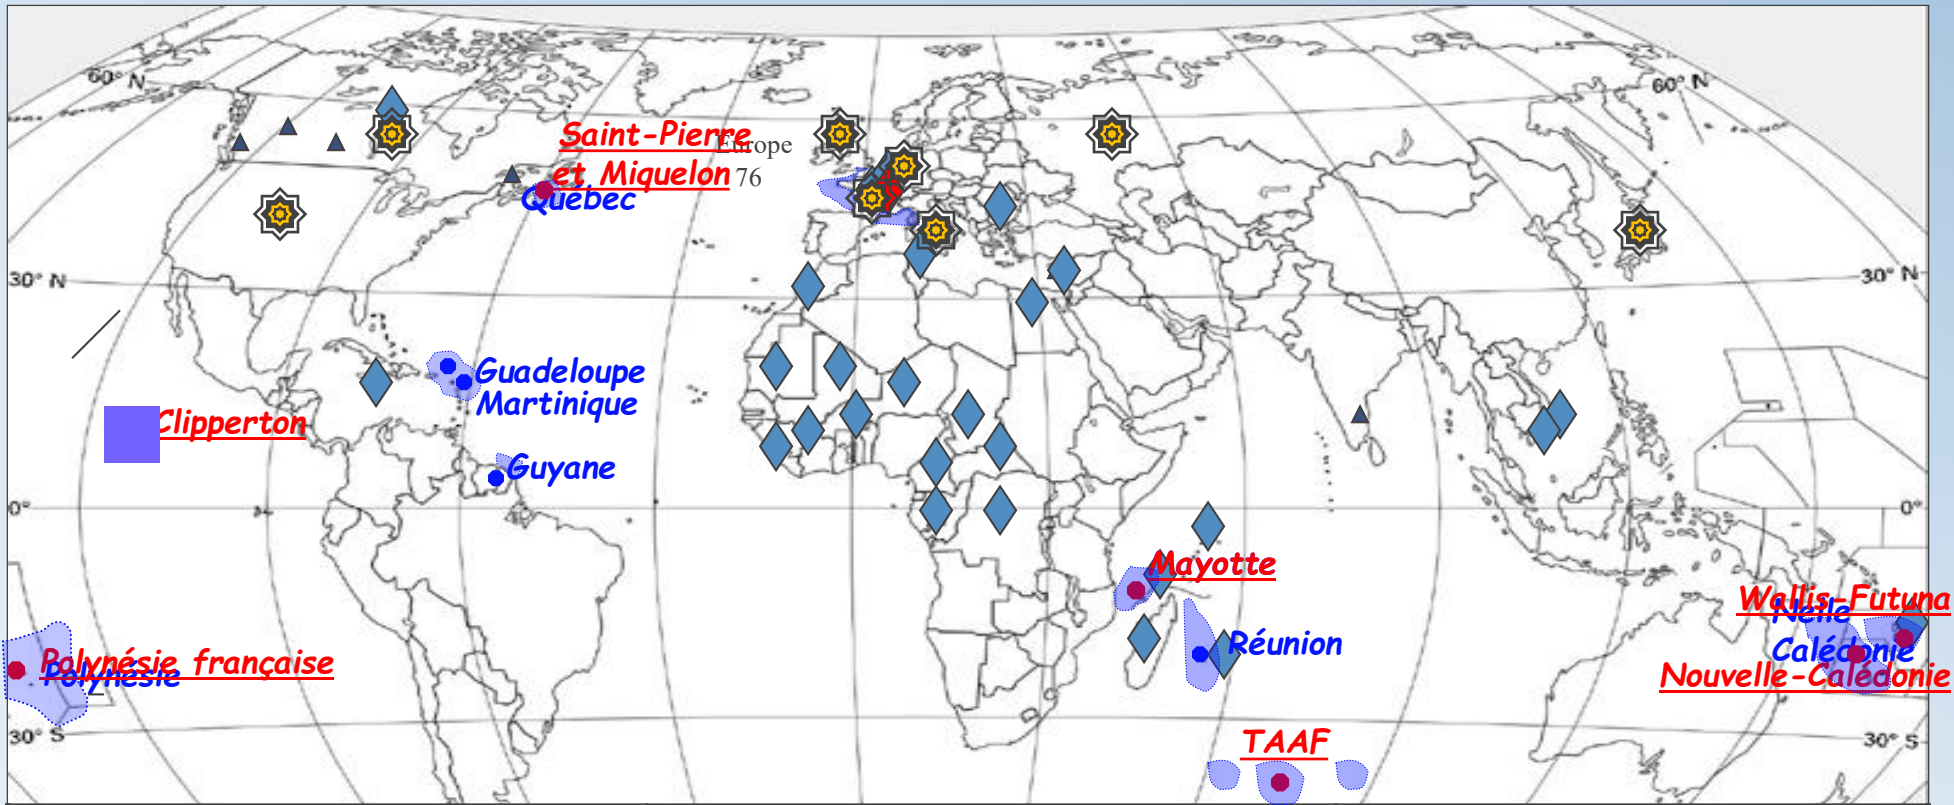 60° N
60° N
Saint-Pierre
et Miquelon
Europe
76
Québec
30° N
30° N
Guadeloupe
Martinique
Clipperton
Guyane
0°
0°
Mayotte
Wallis-Futuna
Nelle
Calédonie
Réunion
Polynésie française
Polynésie
Nouvelle-Calédonie
30° S
30° S
TAAF